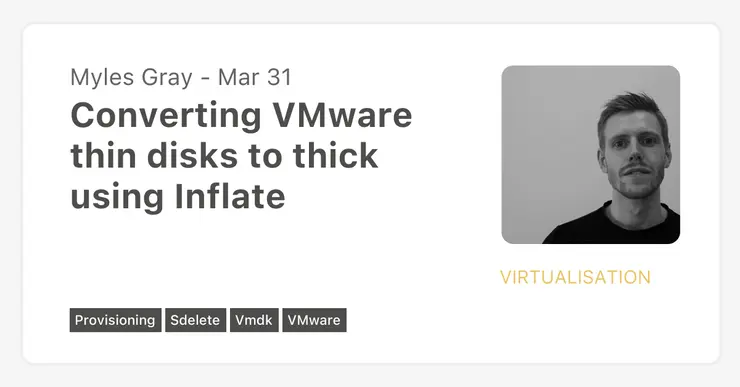 Myles Gray - Mar 31
Converting VMware
thin disks to thick
using Inflate
VIRTUALISATION
Provisioning Sdelete Vmdk VMware